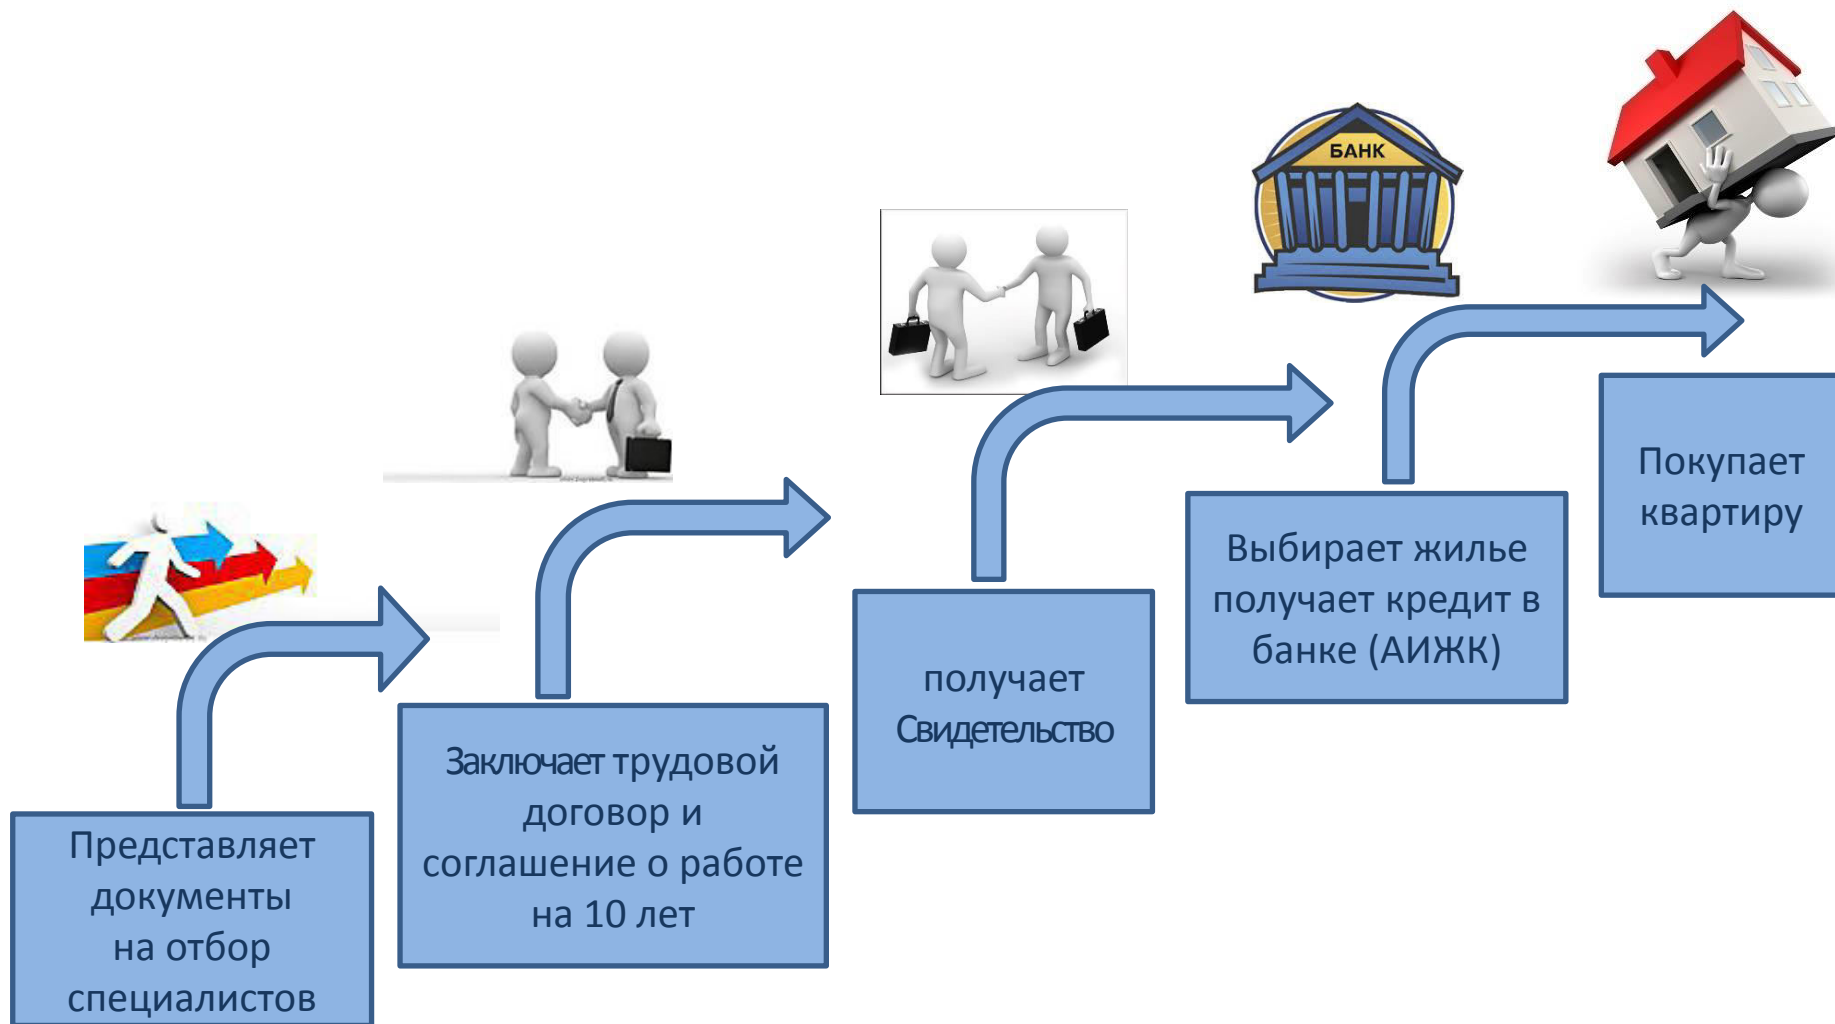 БАНК
Представляет
документы
на отбор
специалистов
Заключает трудовой
договор и
соглашение о работе
на 10 лет
получает
Свидетельство
Выбирает жилье
получает кредит в
банке (АИЖК)
Покупает
квартиру